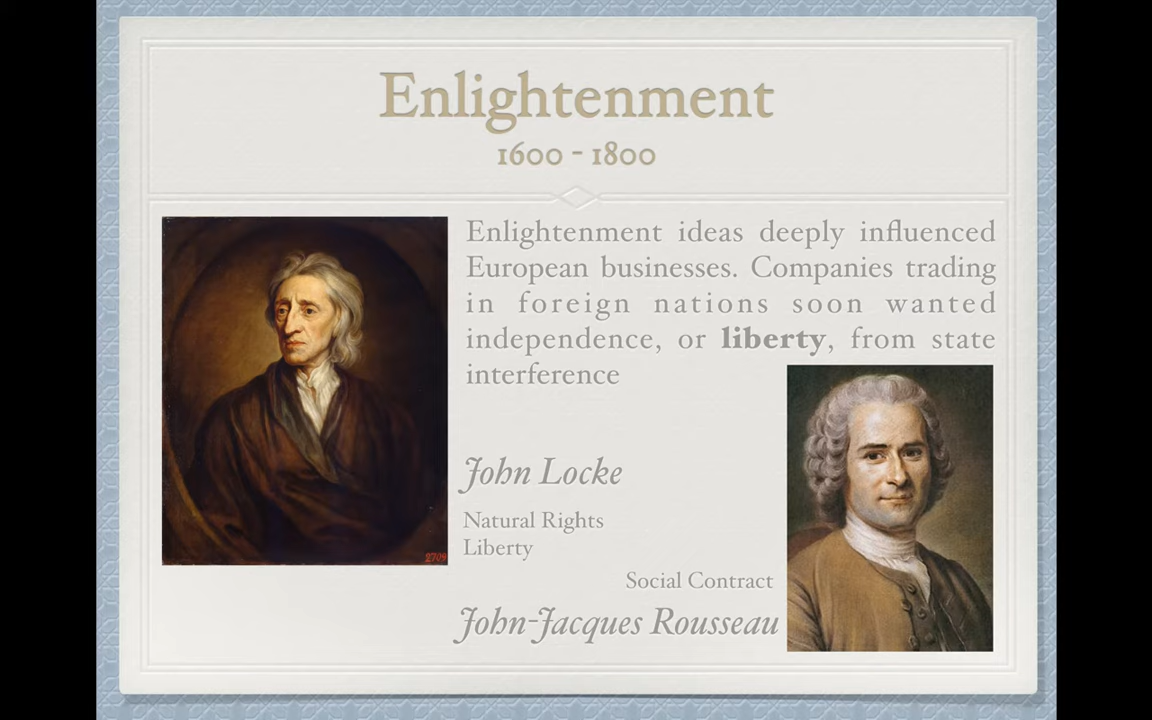 Enlightenment
1600 - 1800
Enlightenment ideas deeply influenced
European businesses. Companies trading
in foreign nations soon wanted
independence, or liberty, from state
interference
John Locke
Natural Rights
Liberty
2709
Social Contract
John-Jacques Rousseau